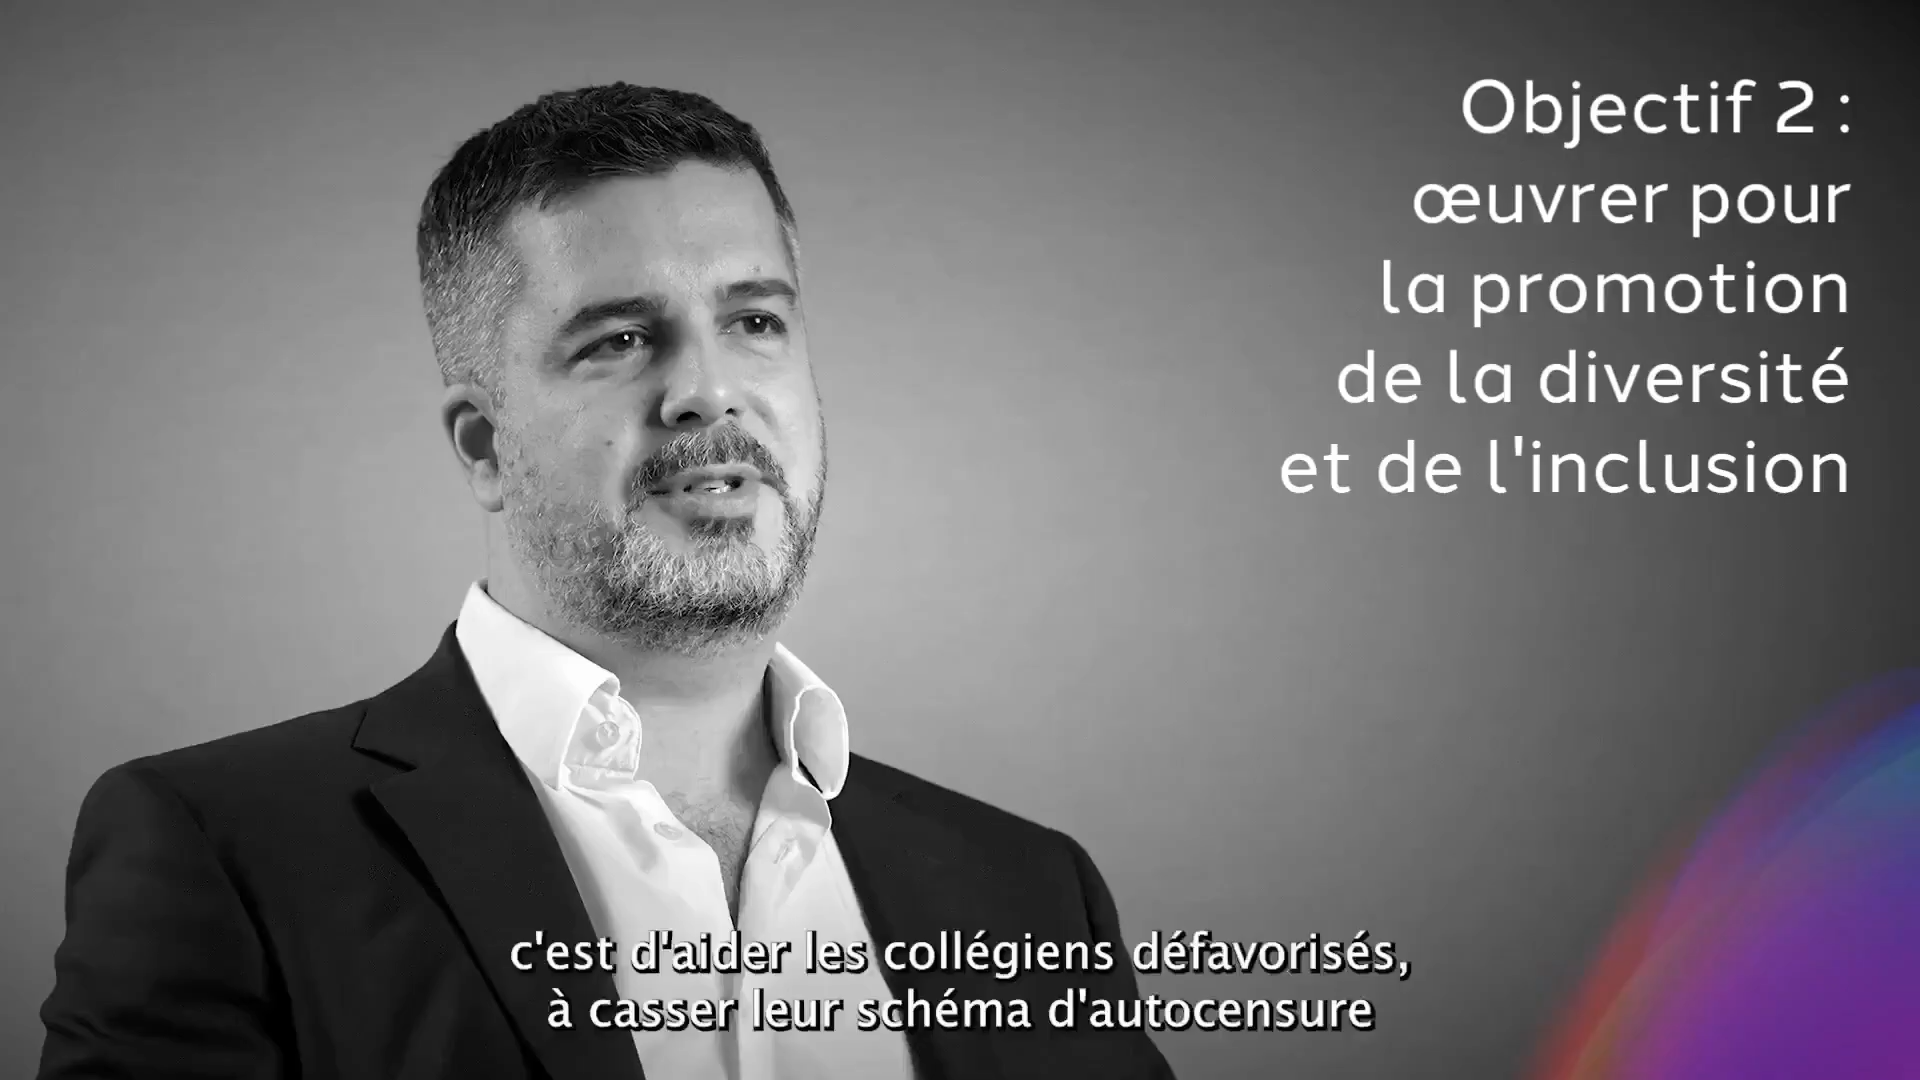 Objectif 2 :
œuvrer pour
la promotion
de la diversité
et de l'inclusion
c'est d'aider les collégiens défavorisés,
à casser leur schéma d'autocensure